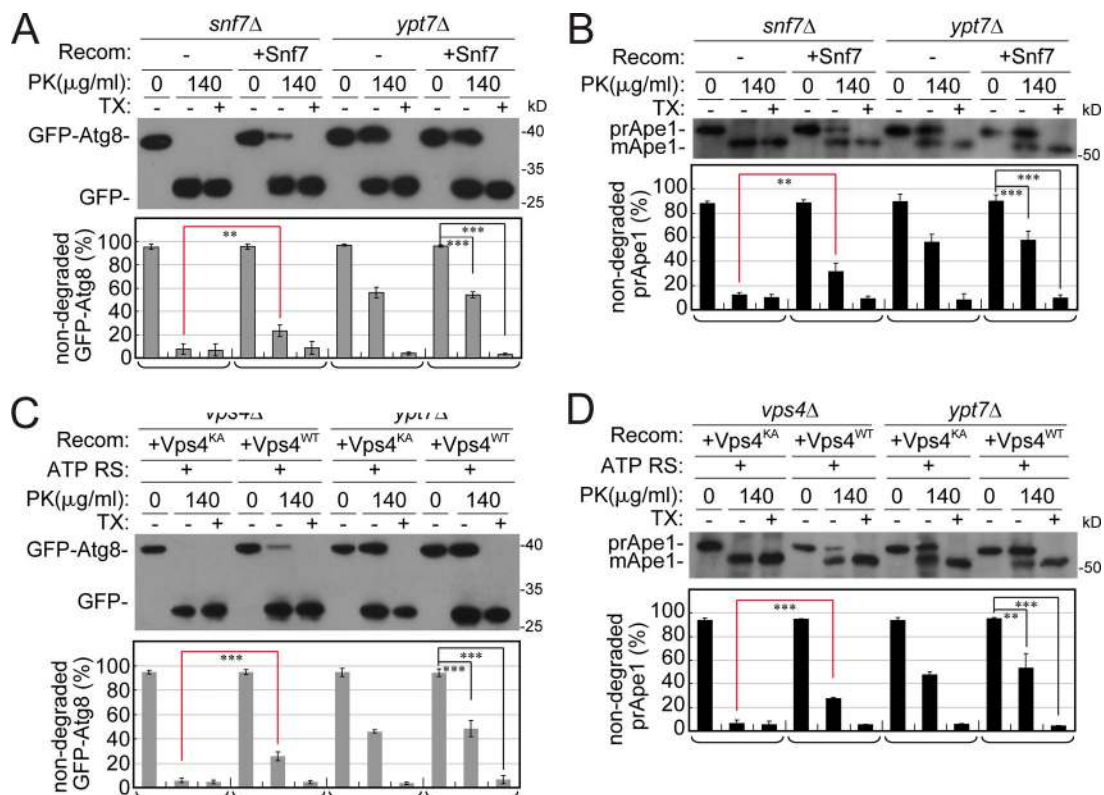 A
snf7Δ ypt7Δ
Recom: - +Snf7 - +Snf7
PK(μg/ml): 0 140 0 140 0 140 0 140
TX: - - + - - + - - + - - + kD
GFP-Atg8- -40
-35
GFP- -25
** *** ***
non-degraded GFP-Atg8 (%)
100
80
60
40
20
0
B
snf7Δ ypt7Δ
Recom: - +Snf7 - +Snf7
PK(μg/ml): 0 140 0 140 0 140 0 140
TX: - - + - - + - - + - - + kD
prApe1-
mApe1- -50
** *** ***
non-degraded prApe1 (%)
100
80
60
40
20
0
C
vps4Δ ypt7Δ
Recom: +Vps4KA +Vps4WT +Vps4KA +Vps4WT
ATP RS: + + + +
PK(μg/ml): 0 140 0 140 0 140 0 140
TX: - - + - - + - - + - - + kD
GFP-Atg8- -40
-35
GFP- -25
*** *** ***
non-degraded GFP-Atg8 (%)
100
80
60
40
20
0
D
vps4Δ ypt7Δ
Recom: +Vps4KA +Vps4WT +Vps4KA +Vps4WT
ATP RS: + + + +
PK(μg/ml): 0 140 0 140 0 140 0 140
TX: - - + - - + - - + - - + kD
prApe1-
mApe1- -50
*** *** **
non-degraded prApe1 (%)
100
80
60
40
20
0